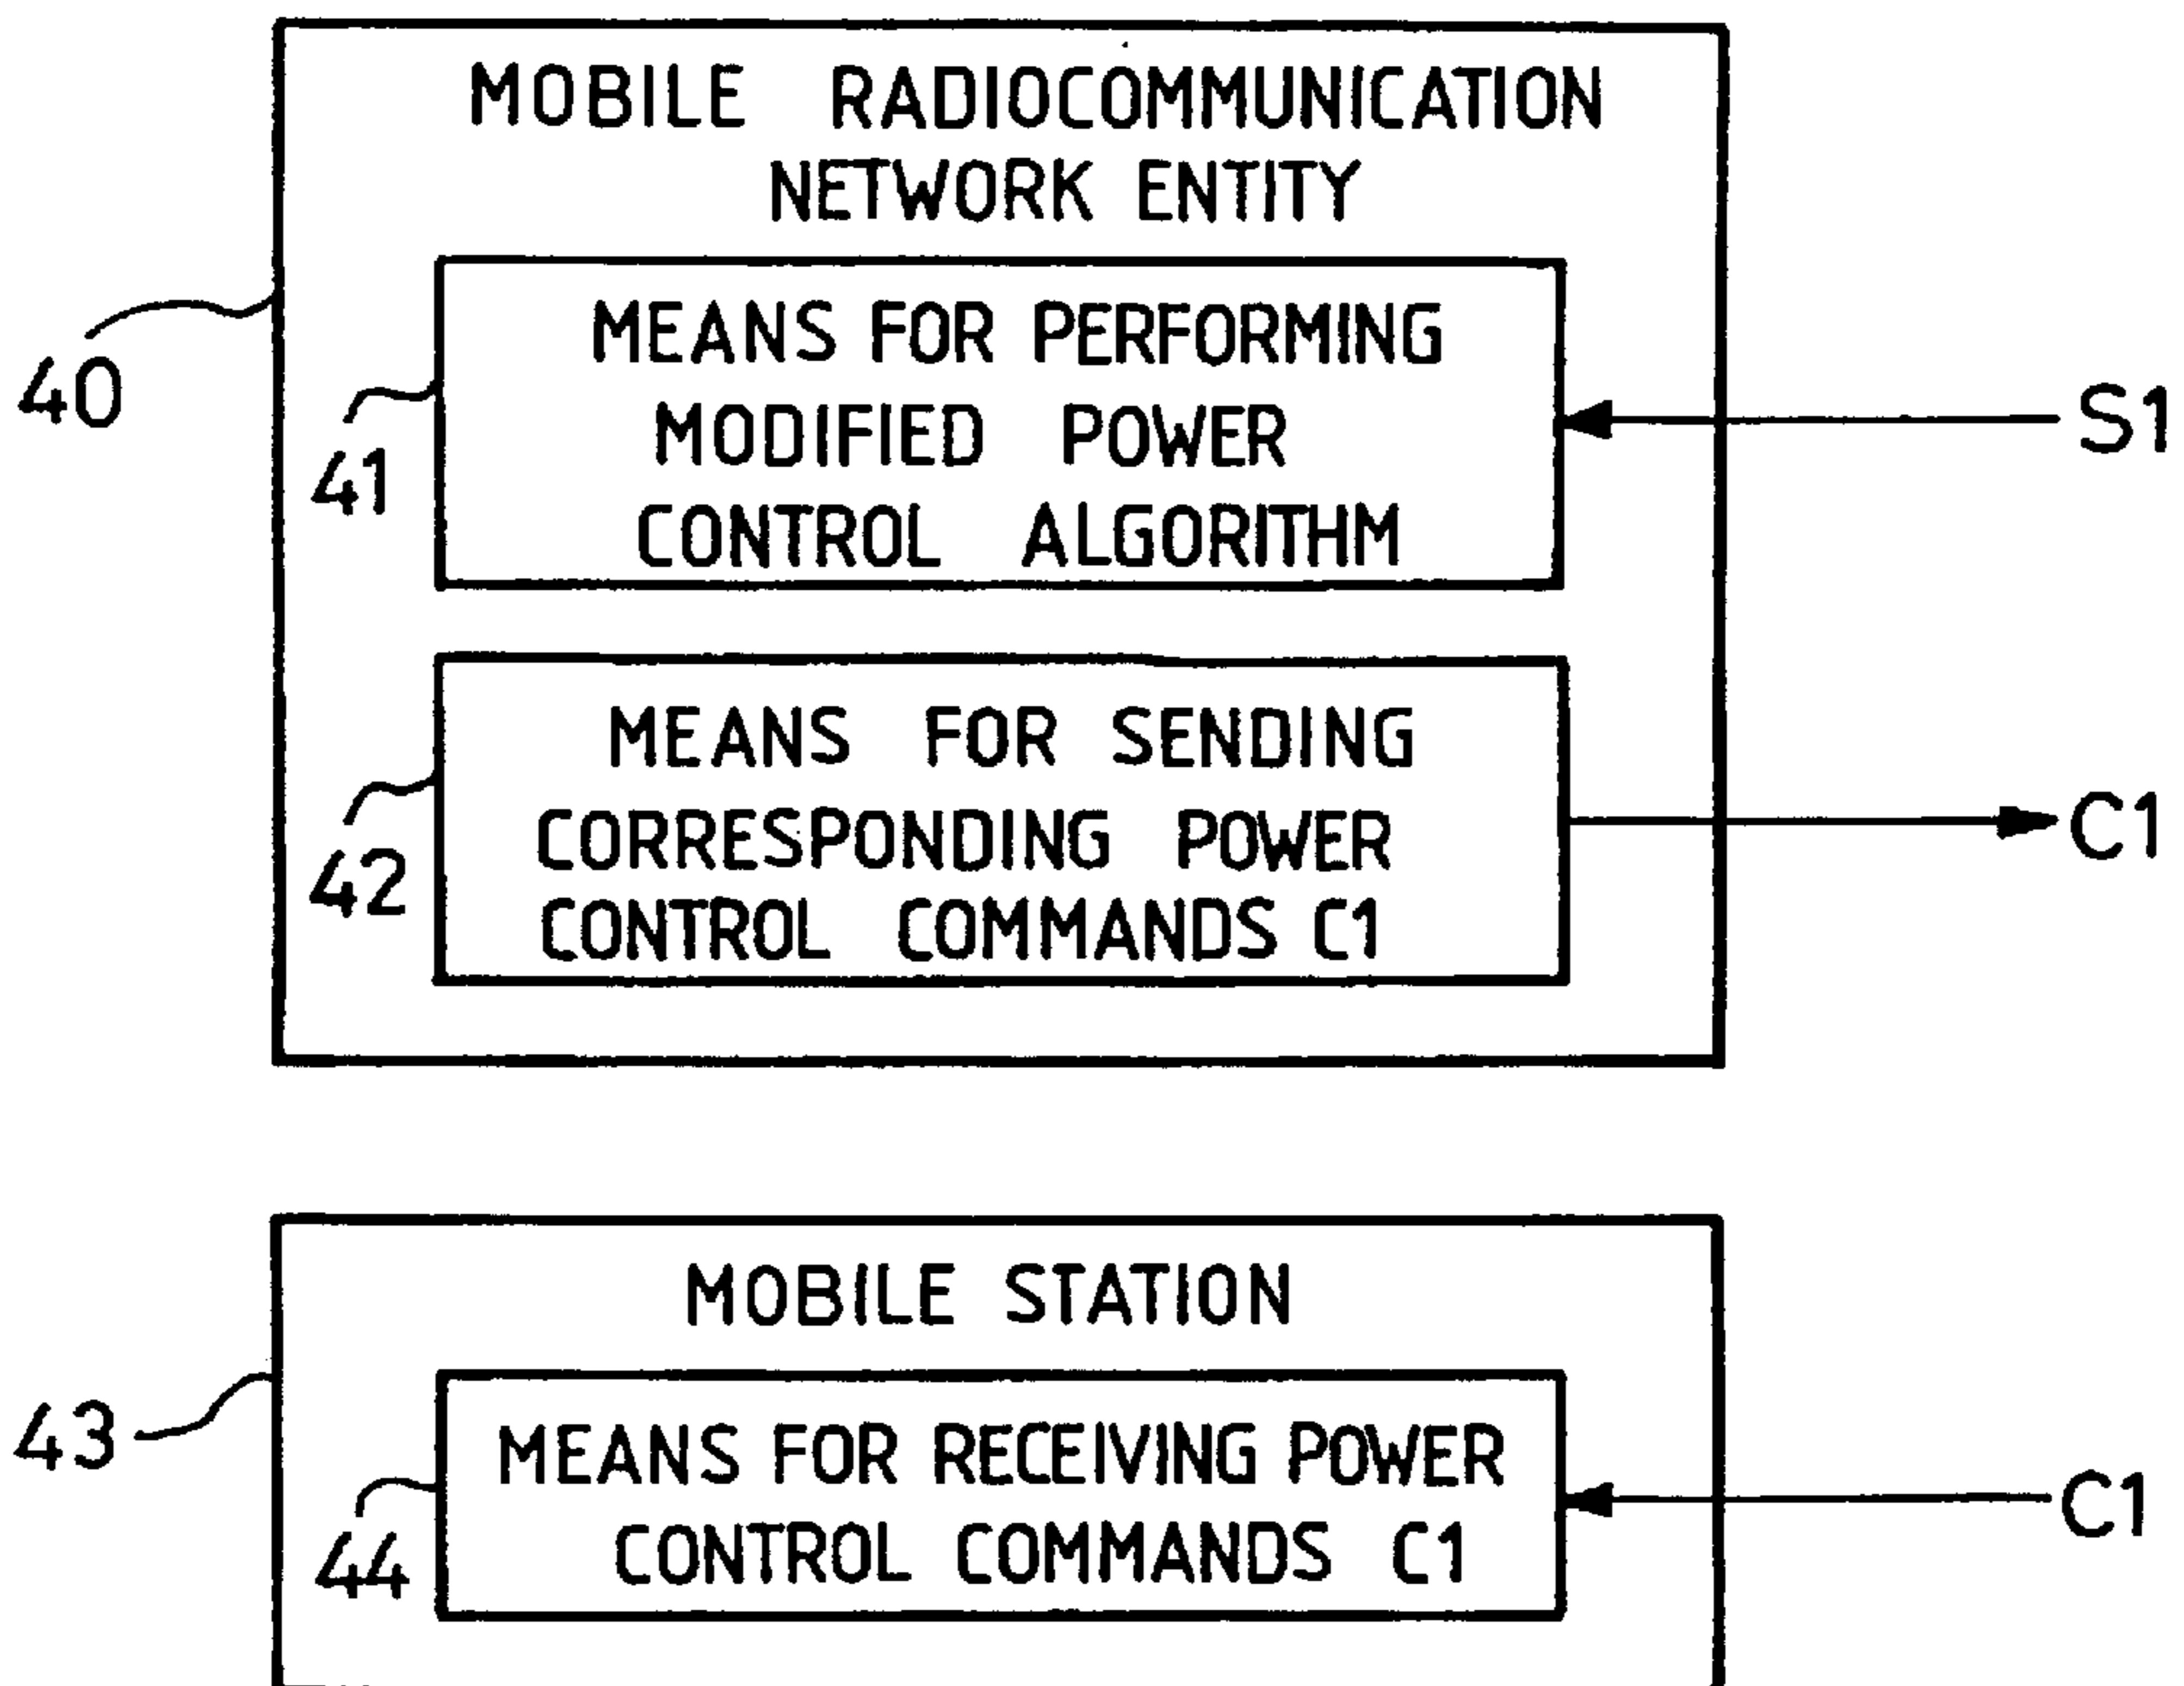 MOBILE RADIOCOMMUNICATION
NETWORK ENTITY
40
MEANS FOR PERFORMING
MODIFIED POWER
CONTROL ALGORITHM
41
S1
MEANS FOR SENDING
CORRESPONDING POWER
CONTROL COMMANDS C1
42
C1
MOBILE STATION
43
MEANS FOR RECEIVING POWER
CONTROL COMMANDS C1
44
C1